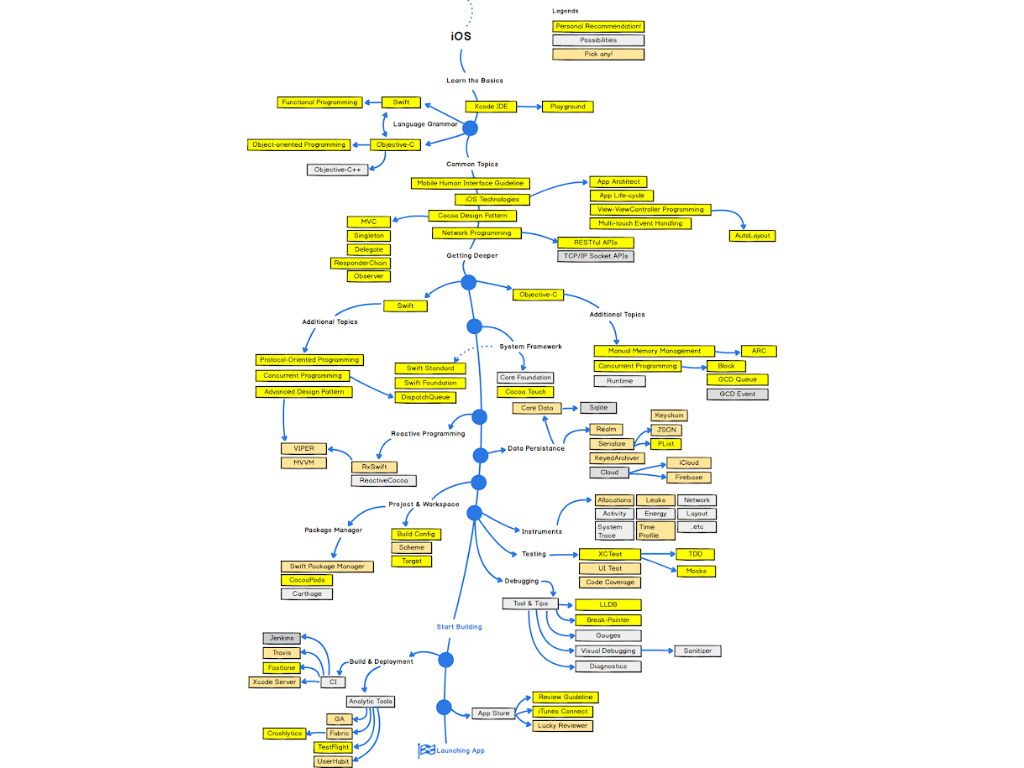 Legends
Personal Recommendation!
Possibilities
Pick any!
iOS
Learn the Basics
Xcode IDE
Playground
Functional Programming
Swift
Language Grammar
Object-oriented Programming
Objective-C
Objective-C++
Common Topics
Mobile Human Interface Guideline
iOS Technologies
Cocoa Design Pattern
Network Programming
App Architect
App Life-cycle
View-ViewController Programming
Multi-touch Event Handling
AutoLayout
RESTful APIs
TCP/IP Socket APIs
MVC
Singleton
Delegate
ResponderChain
Observer
Getting Deeper
Objective-C
Swift
Additional Topics
Additional Topics
Protocol-Oriented Programming
Concurrent Programming
Advanced Design Pattern
System Framework
Swift Standard
Swift Foundation
DispatchQueue
Core Foundation
Cocoa Touch
Manual Memory Management
ARC
Concurrent Programming
Block
Runtime
GCD Queue
GCD Event
Core Data
Sqlite
Reactive Programming
VIPER
MVVM
RxSwift
ReactiveCocoa
Data Persistance
Realm
Serialize
KeyedArchiver
Cloud
Keychain
JSON
PList
iCloud
Firebase
Project & Workspace
Package Manager
Build Config
Scheme
Target
Swift Package Manager
CocoaPods
Carthage
Instruments
Allocations
Leaks
Network
Activity
Energy
Layout
System
Trace
Time
Profile
.etc
Testing
XCTest
TDD
UI Test
Mocks
Code Coverage
Debugging
Tool & Tips
LLDB
Break-Pointer
Gauges
Visual Debugging
Sanitizer
Diagnostics
Start Building
Build & Deployment
Jenkins
Travis
Fastlane
Xcode Server
CI
Analytic Tools
GA
Fabric
Crashlytics
TestFlight
UserHabit
App Store
Review Guideline
iTunes Connect
Lucky Reviewer
Launching App